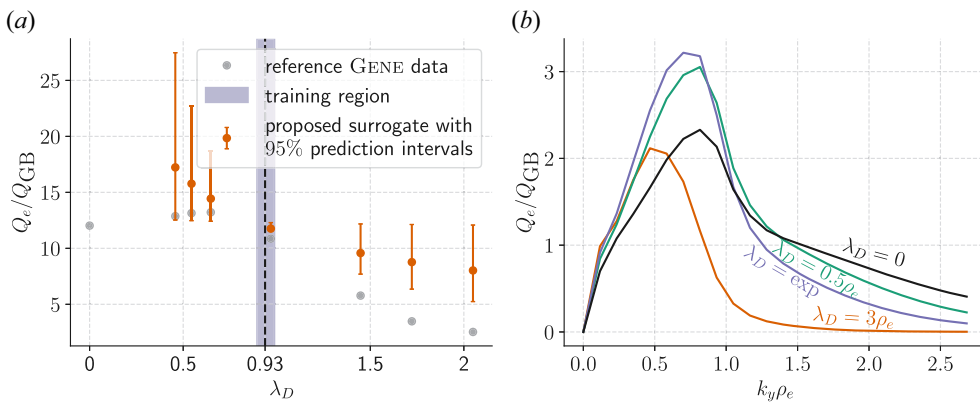 (a)
Q_e/Q_GB
25
20
15
10
5
0
0.5
0.93
1.5
2
λ_D
reference GENE data
training region
proposed surrogate with
95% prediction intervals
(b)
Q_e/Q_GB
3
2
1
0
0.0
0.5
1.0
1.5
2.0
2.5
k_yρ_e
λ_D = 0
λ_D = 0.5ρ_e
λ_D = exp
λ_D = 3ρ_e